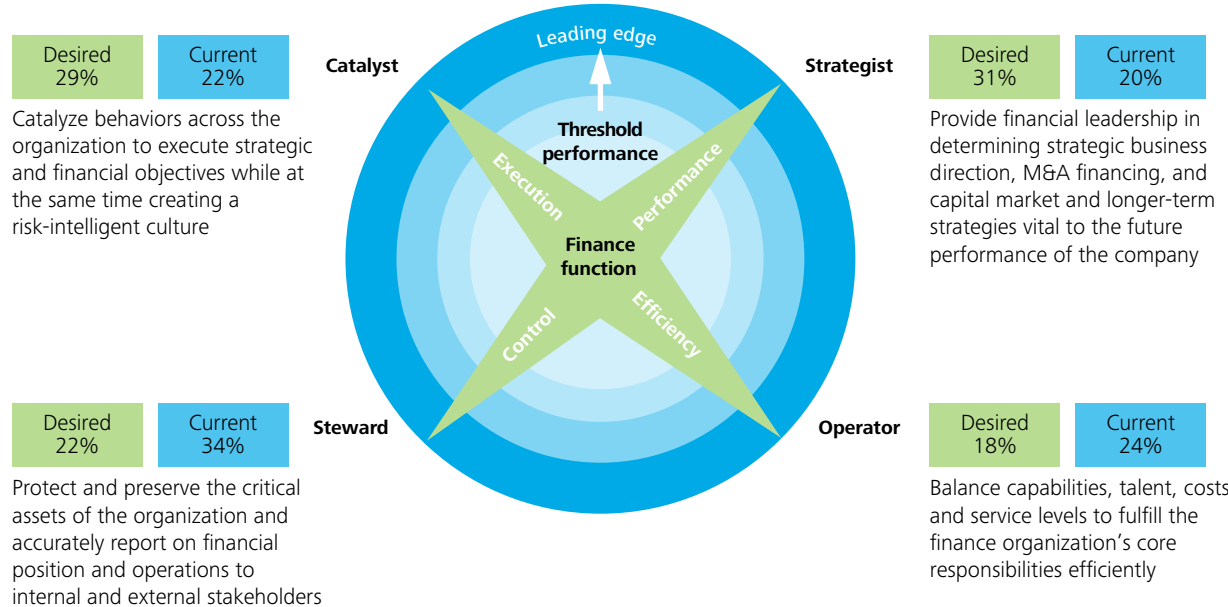 Desired
29%
Current
22%
Catalyst
Catalyze behaviors across the
organization to execute strategic
and financial objectives while at
the same time creating a
risk-intelligent culture
Leading edge
Threshold
performance
Execution
Performance
Finance
function
Control
Efficiency
Strategist
Desired
31%
Current
20%
Provide financial leadership in
determining strategic business
direction, M&A financing, and
capital market and longer-term
strategies vital to the future
performance of the company
Desired
22%
Current
34%
Steward
Protect and preserve the critical
assets of the organization and
accurately report on financial
position and operations to
internal and external stakeholders
Operator
Desired
18%
Current
24%
Balance capabilities, talent, costs
and service levels to fulfill the
finance organization’s core
responsibilities efficiently